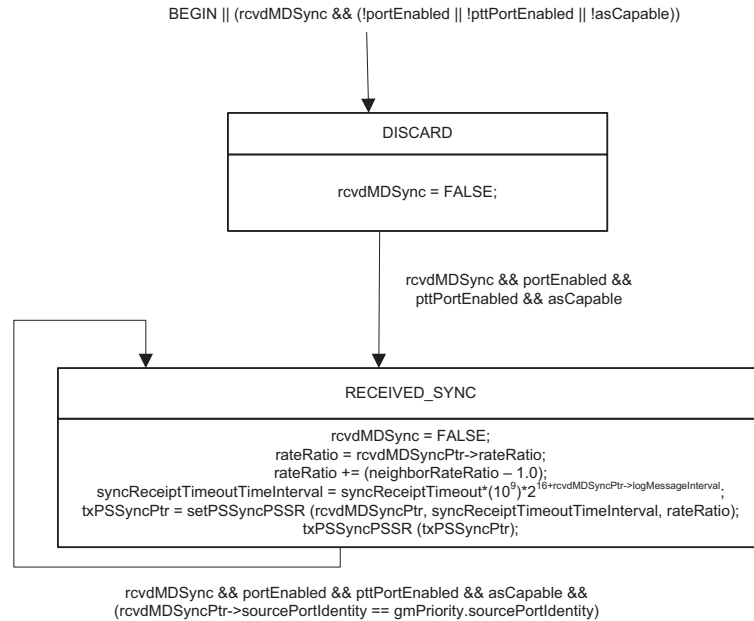 BEGIN || (rcvdMDSync && (!portEnabled || !pttPortEnabled || !asCapable))
DISCARD
rcvdMDSync = FALSE;
rcvdMDSync && portEnabled &&
pttPortEnabled && asCapable
RECEIVED_SYNC
rcvdMDSync = FALSE;
rateRatio = rcvdMDSyncPtr->rateRatio;
rateRatio += (neighborRateRatio – 1.0);
syncReceiptTimeoutTimeInterval = syncReceiptTimeout*(10⁹)*2^16+rcvdMDSyncPtr->logMessageInterval;
txPSSyncPtr = setPSSyncPSSR (rcvdMDSyncPtr, syncReceiptTimeoutTimeInterval, rateRatio);
txPSSyncPSSR (txPSSyncPtr);
rcvdMDSync && portEnabled && pttPortEnabled && asCapable &&
(rcvdMDSyncPtr->sourcePortIdentity == gmPriority.sourcePortIdentity)